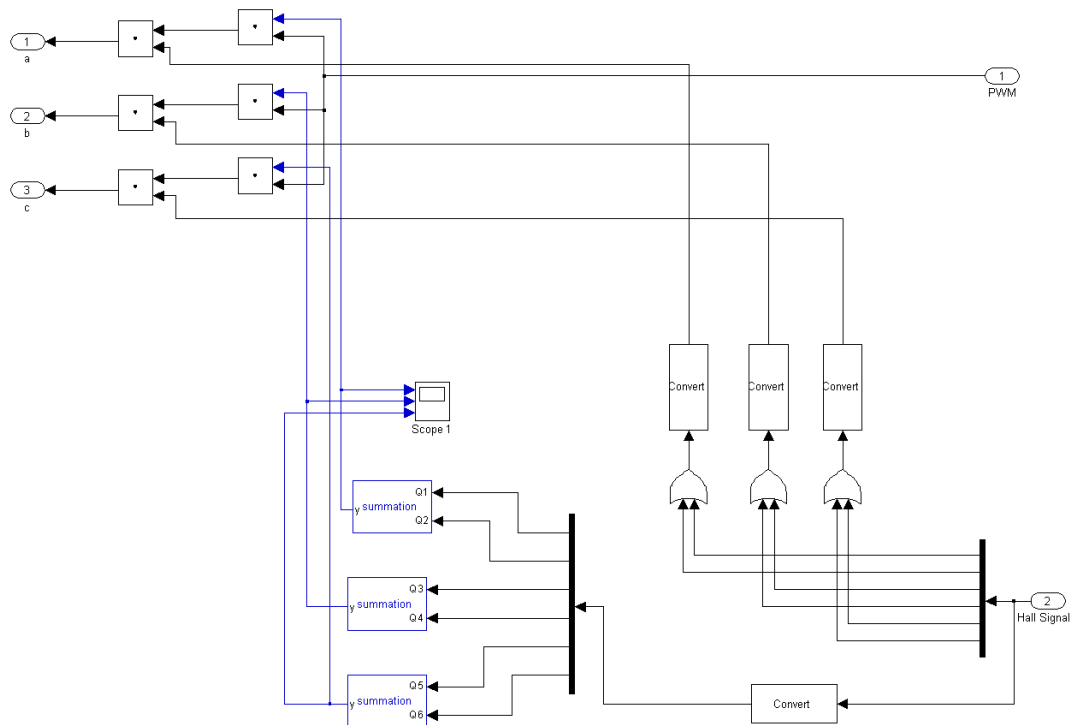 1
a
1
PWM
2
b
3
c
Convert
Convert
Convert
Scope 1
Q1
y summation
Q2
Q3
y summation
Q4
2
Hall Signal
Q5
y summation
Q6
Convert